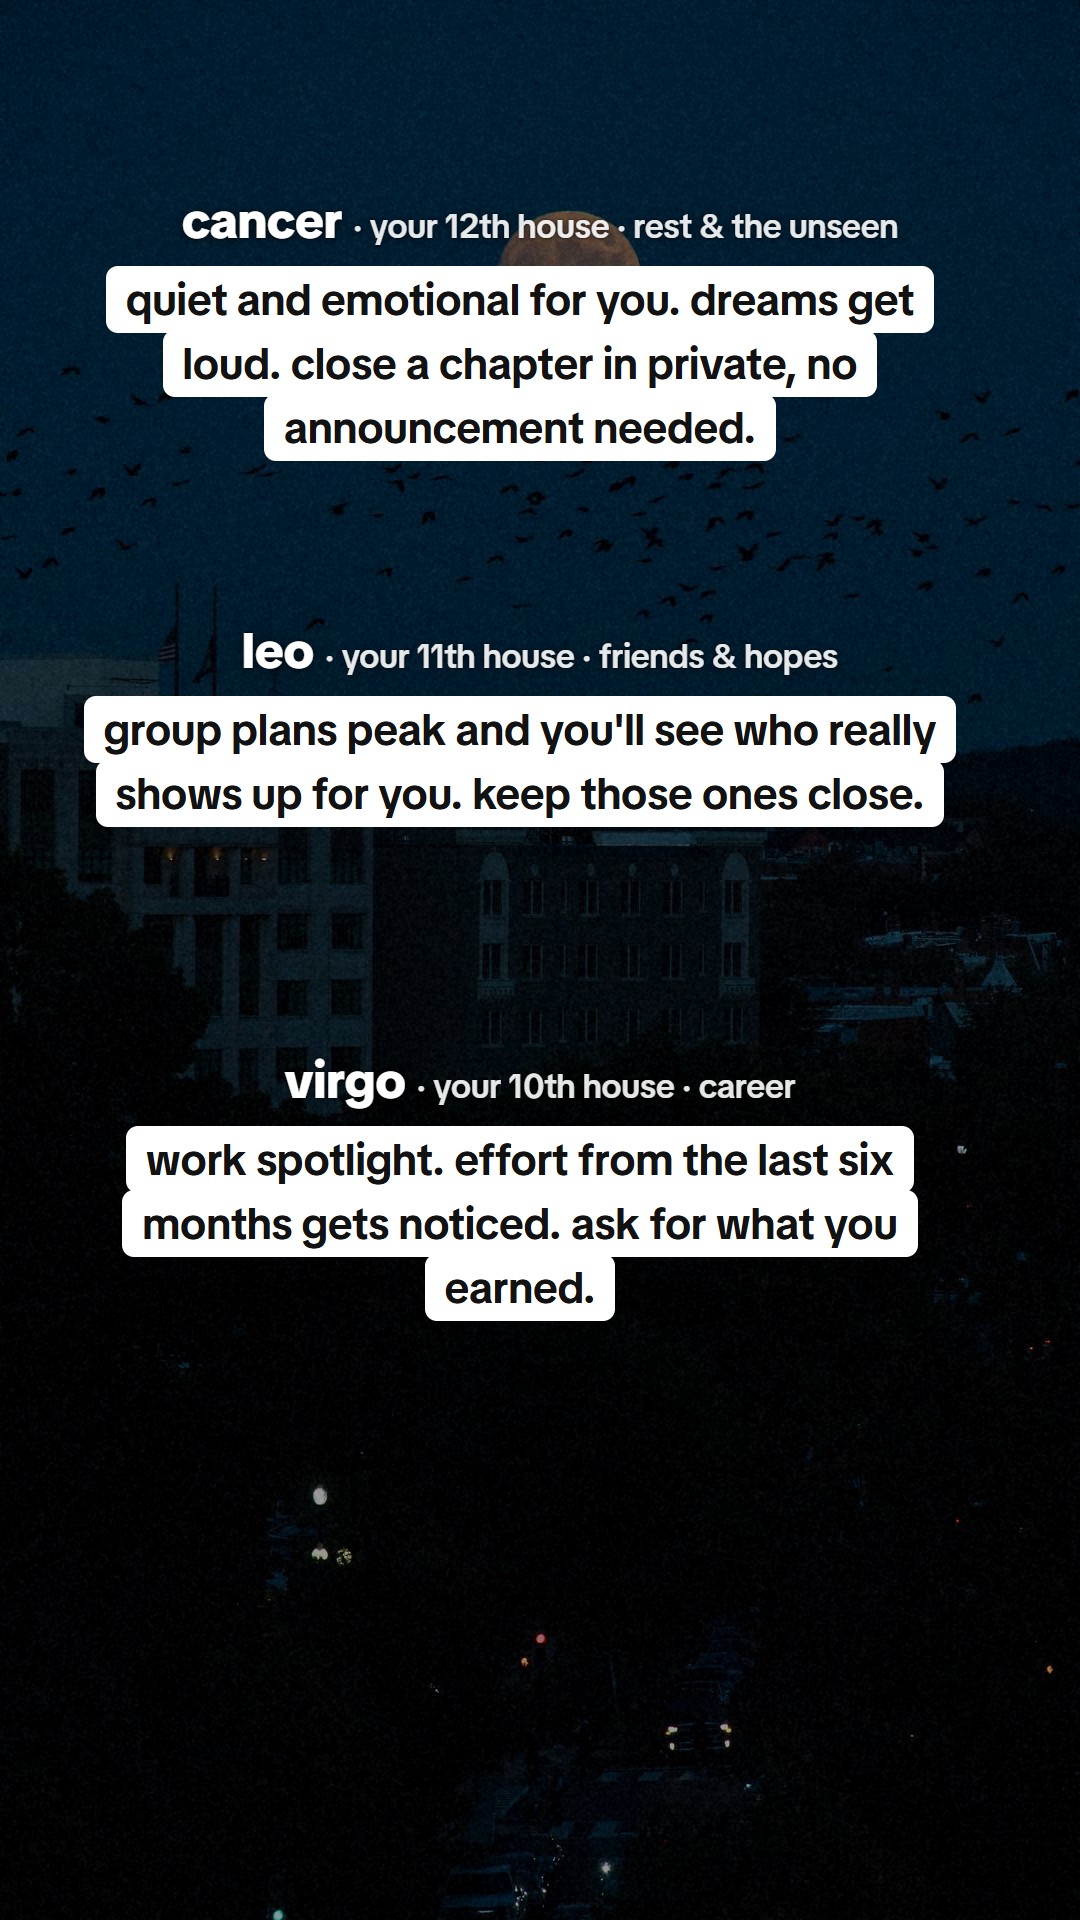 cancer · your 12th house · rest & the unseen
quiet and emotional for you. dreams get
loud. close a chapter in private, no
announcement needed.
leo · your 11th house · friends & hopes
group plans peak and you'll see who really
shows up for you. keep those ones close.
virgo · your 10th house · career
work spotlight. effort from the last six
months gets noticed. ask for what you
earned.